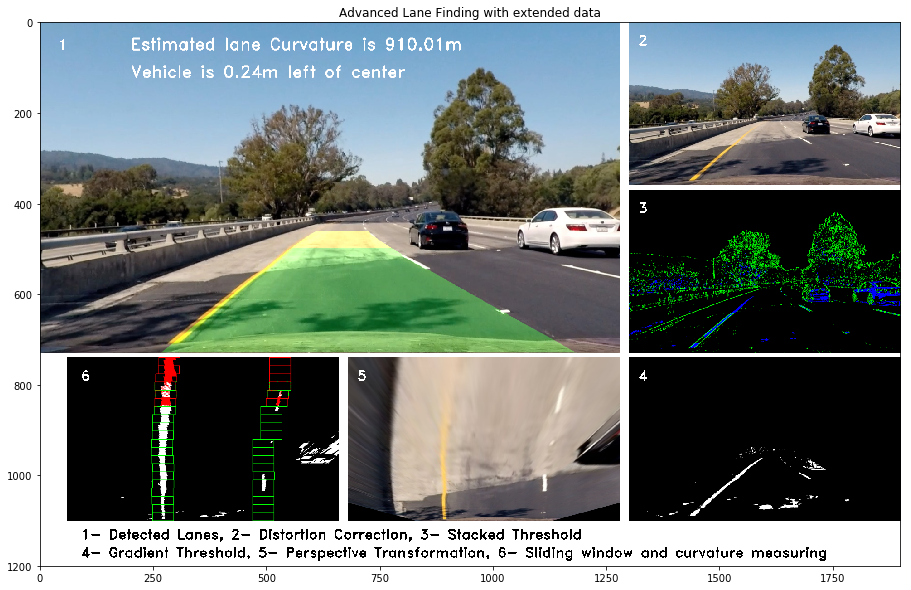 Advanced Lane Finding with extended data
0
200
400
600
800
1000
1200
1
Estimated lane Curvature is 910.01m
Vehicle is 0.24m left of center
2
3
6
5
4
1- Detected Lanes, 2- Distortion Correction, 3- Stacked Threshold
4- Gradient Threshold, 5- Perspective Transformation, 6- Sliding window and curvature measuring
0 250 500 750 1000 1250 1500 1750